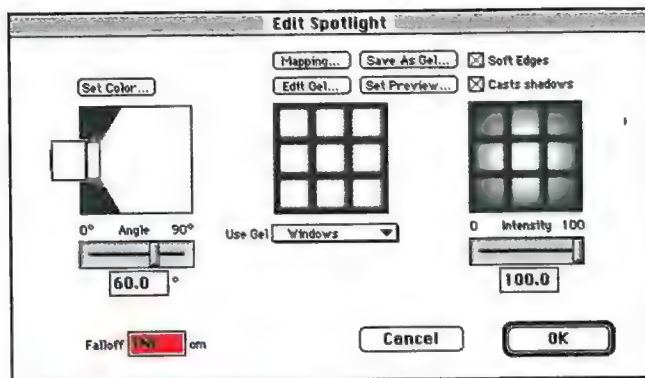 Edit Spotlight
Mapping... Save As Gel... Soft Edges
Set Color... Edit Gel... Set Preview... Casts shadows
0° Angle 90° 0 Intensity 100
Use Gel Windows
60.0 ° 100.0
Falloff cm Cancel OK